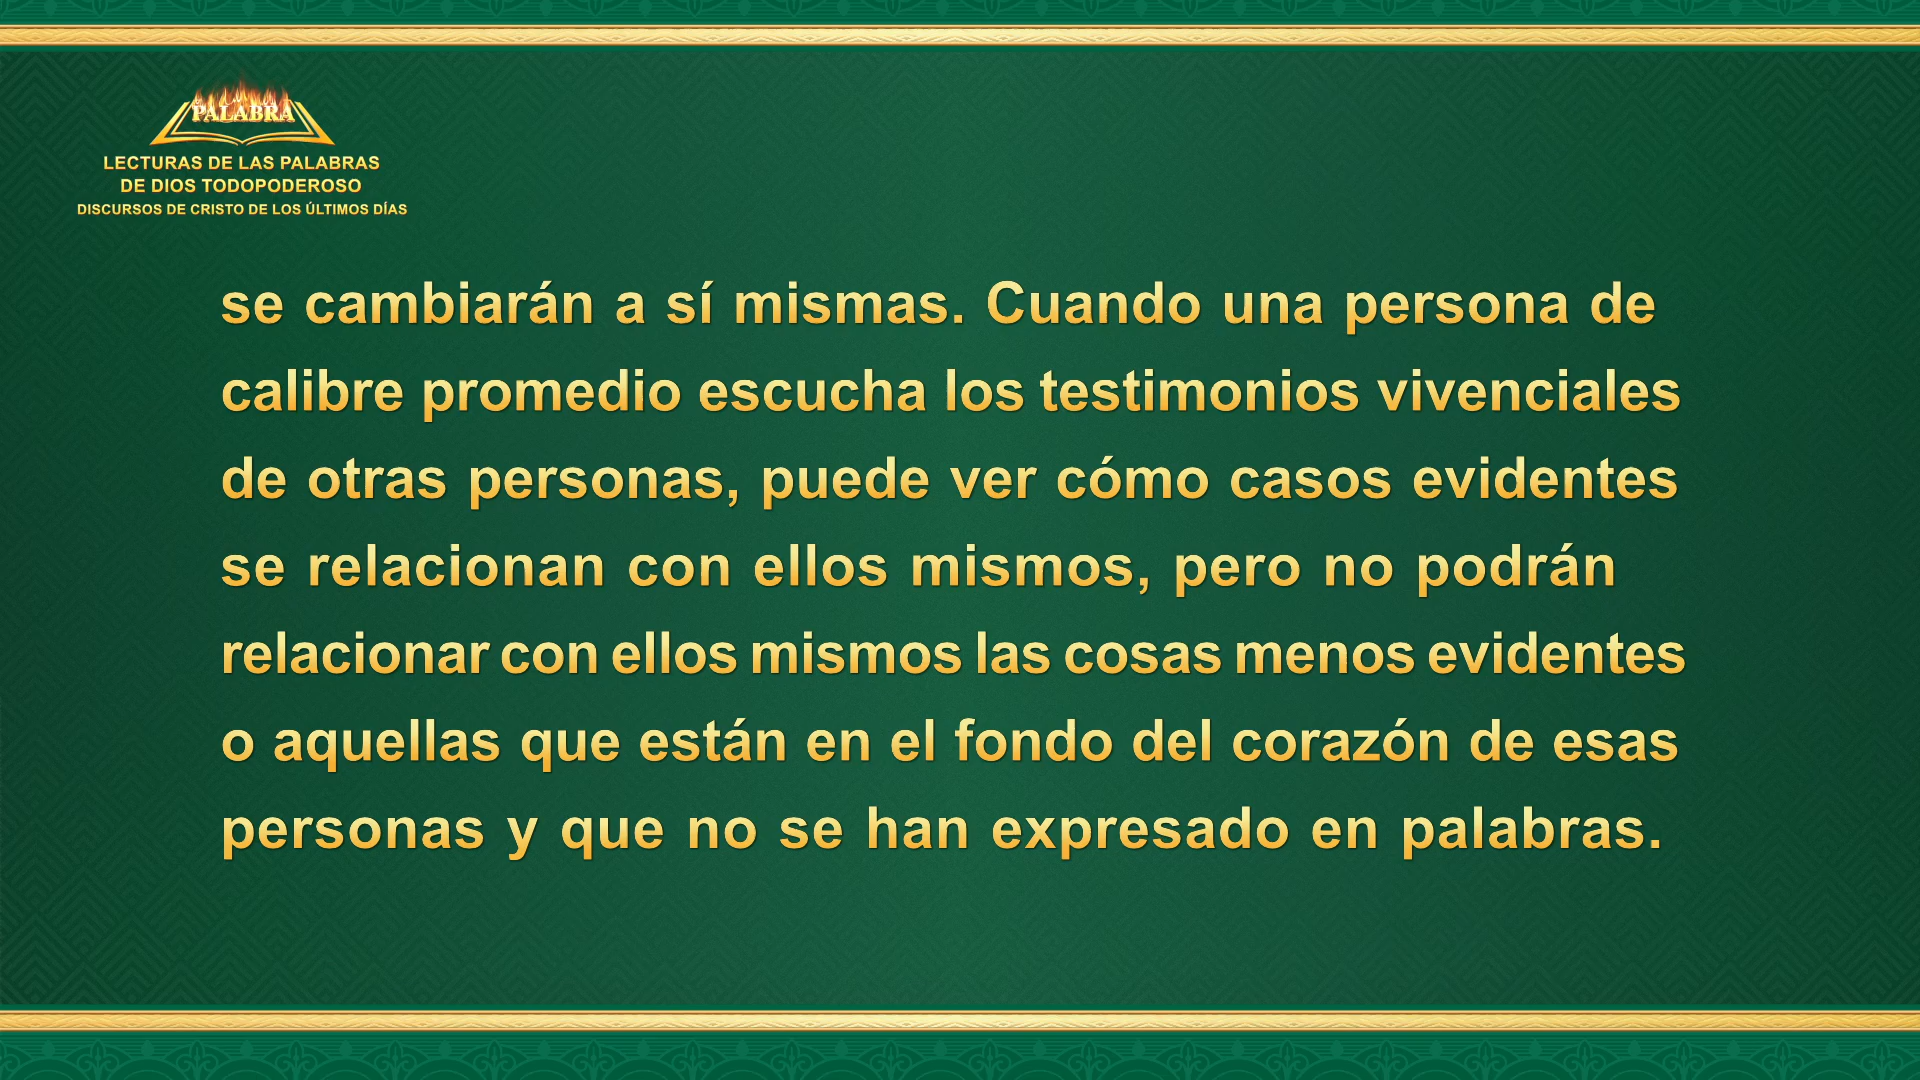 PALABRA
LECTURAS DE LAS PALABRAS
DE DIOS TODOPODEROSO
DISCURSOS DE CRISTO DE LOS ÚLTIMOS DÍAS
se cambiarán a sí mismas. Cuando una persona de
calibre promedio escucha los testimonios vivenciales
de otras personas, puede ver cómo casos evidentes
se relacionan con ellos mismos, pero no podrán
relacionar con ellos mismos las cosas menos evidentes
o aquellas que están en el fondo del corazón de esas
personas y que no se han expresado en palabras.